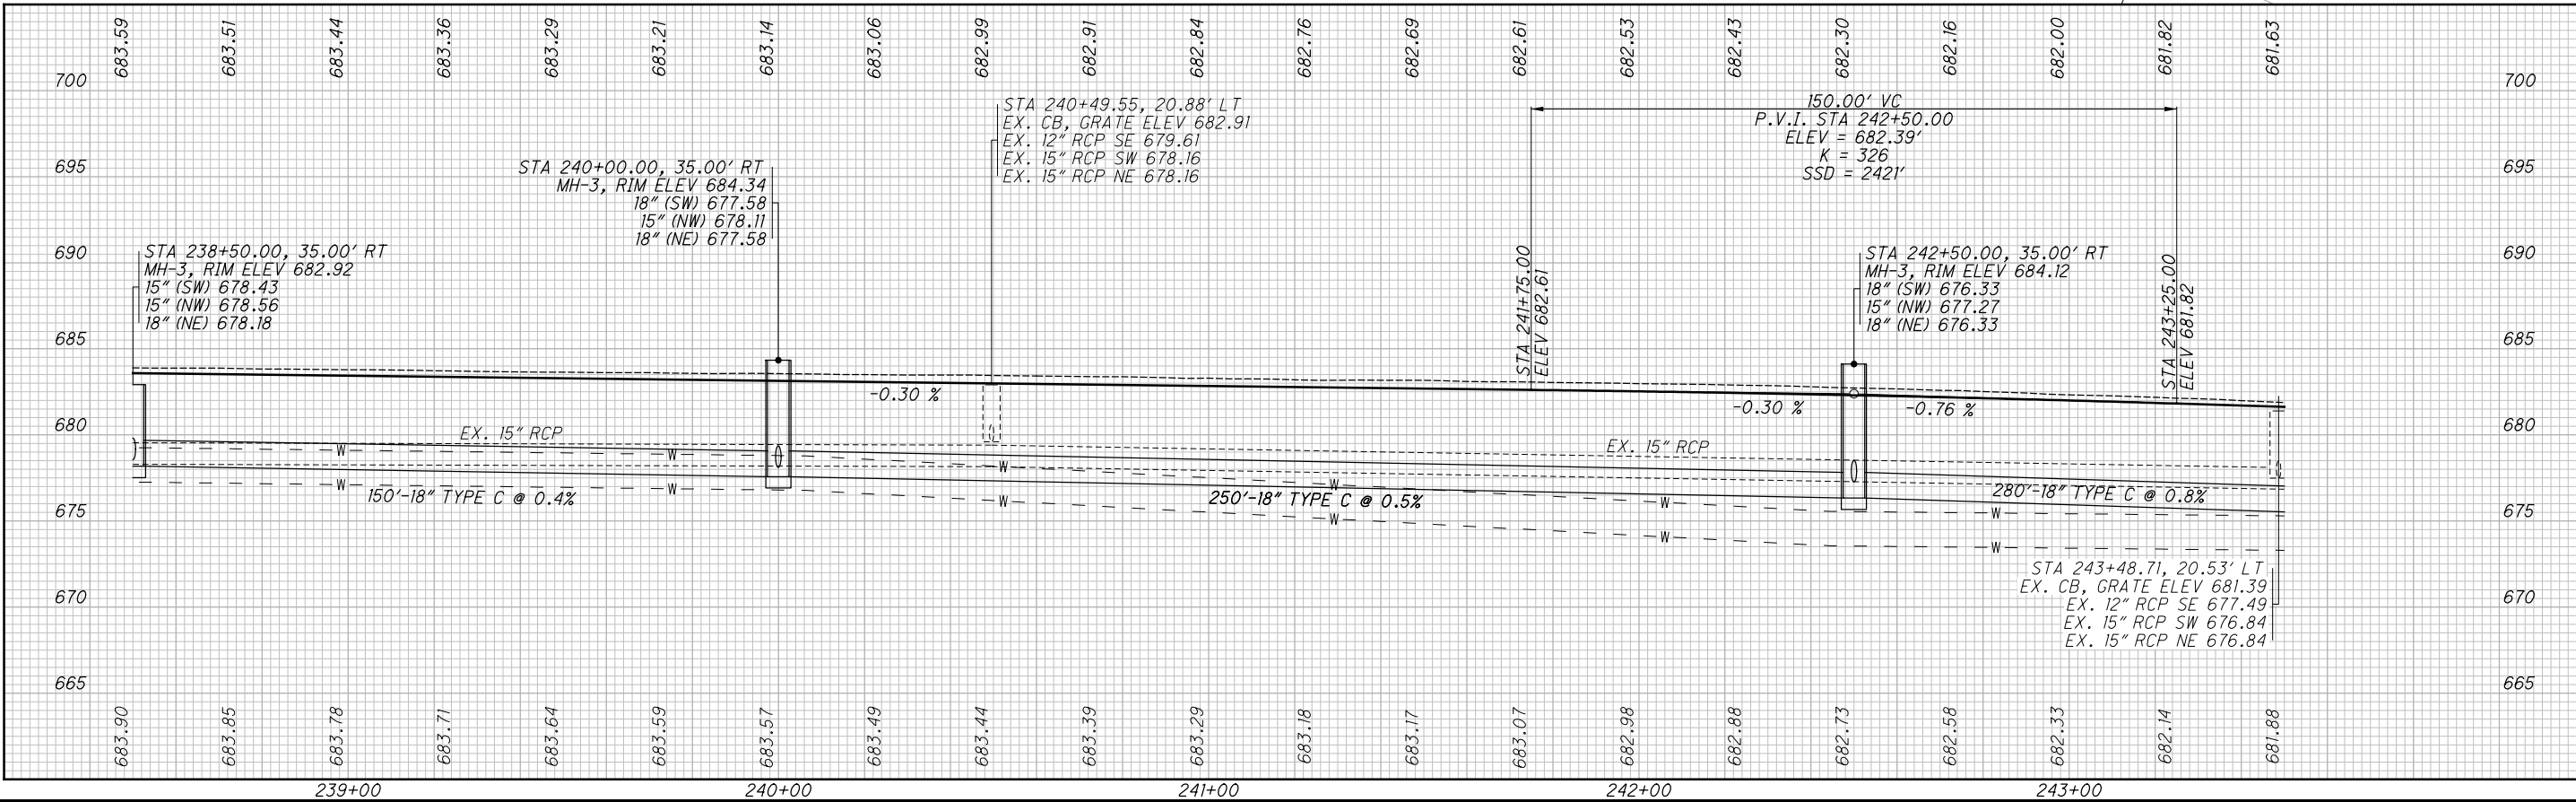 683.59 683.51 683.44 683.36 683.29 683.21 683.14 683.06 682.99 682.91 682.84 682.76 682.69 682.61 682.53 682.43 682.30 682.16 682.00 681.82 681.63
700 700
150.00' VC
P.V.I. STA 242+50.00
ELEV = 682.39'
K = 326
SSD = 2421'
STA 240+49.55, 20.88' LT
EX. CB, GRATE ELEV 682.91
EX. 12" RCP SE 679.61
EX. 15" RCP SW 678.16
EX. 15" RCP NE 678.16
695 695
STA 240+00.00, 35.00' RT
MH-3, RIM ELEV 684.34
18" (SW) 677.58
15" (NW) 678.11
18" (NE) 677.58
690 690
STA 238+50.00, 35.00' RT
MH-3, RIM ELEV 682.92
15" (SW) 678.43
15" (NW) 678.56
18" (NE) 678.18
STA 241+75.00
ELEV 682.61
STA 242+50.00, 35.00' RT
MH-3, RIM ELEV 684.12
18" (SW) 676.33
15" (NW) 677.27
18" (NE) 676.33
STA 243+25.00
ELEV 681.82
685 685
-0.30 %
-0.30 %
-0.76 %
680 680
EX. 15" RCP
EX. 15" RCP
W W W W W W
W W W W W W
150'-18" TYPE C @ 0.4%
250'-18" TYPE C @ 0.5%
280'-18" TYPE C @ 0.8%
675 675
STA 243+48.71, 20.53' LT
EX. CB, GRATE ELEV 681.39
EX. 12" RCP SE 677.49
EX. 15" RCP SW 676.84
EX. 15" RCP NE 676.84
670 670
665 665
683.90 683.85 683.78 683.71 683.64 683.59 683.57 683.49 683.44 683.39 683.29 683.18 683.17 683.07 682.98 682.88 682.73 682.58 682.33 682.14 681.88
239+00 240+00 241+00 242+00 243+00